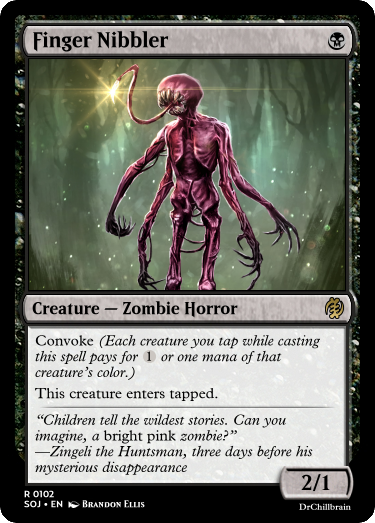 Finger Nibbler
Creature — Zombie Horror
Convoke (Each creature you tap while casting
this spell pays for 1 or one mana of that
creature's color.)
This creature enters tapped.
“Children tell the wildest stories. Can you
imagine, a bright pink zombie?”
—Zingeli the Huntsman, three days before his
mysterious disappearance
2/1
R 0102
SOJ • EN Brandon Ellis
DrChillbrain